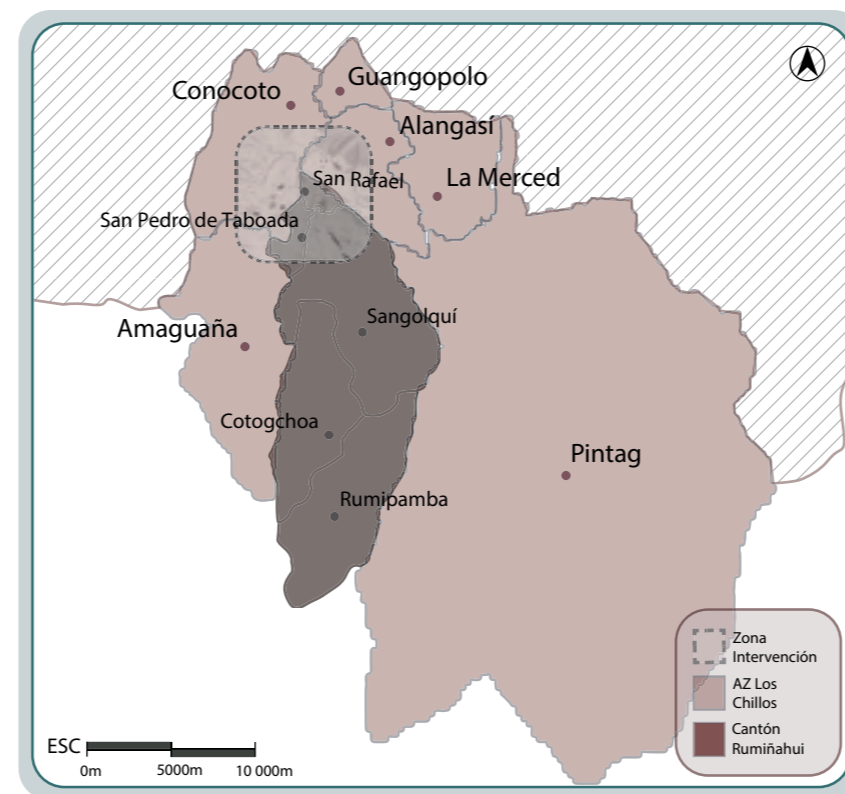 Guangopolo
Conocoto
Alangasí
San Rafael
La Merced
San Pedro de Taboada
Sangolquí
Amaguaña
Cotogchoa
Pintag
Rumipamba
Zona
Intervención
AZ Los
Chillos
Cantón
Rumiñahui
ESC
0m 5000m 10 000m